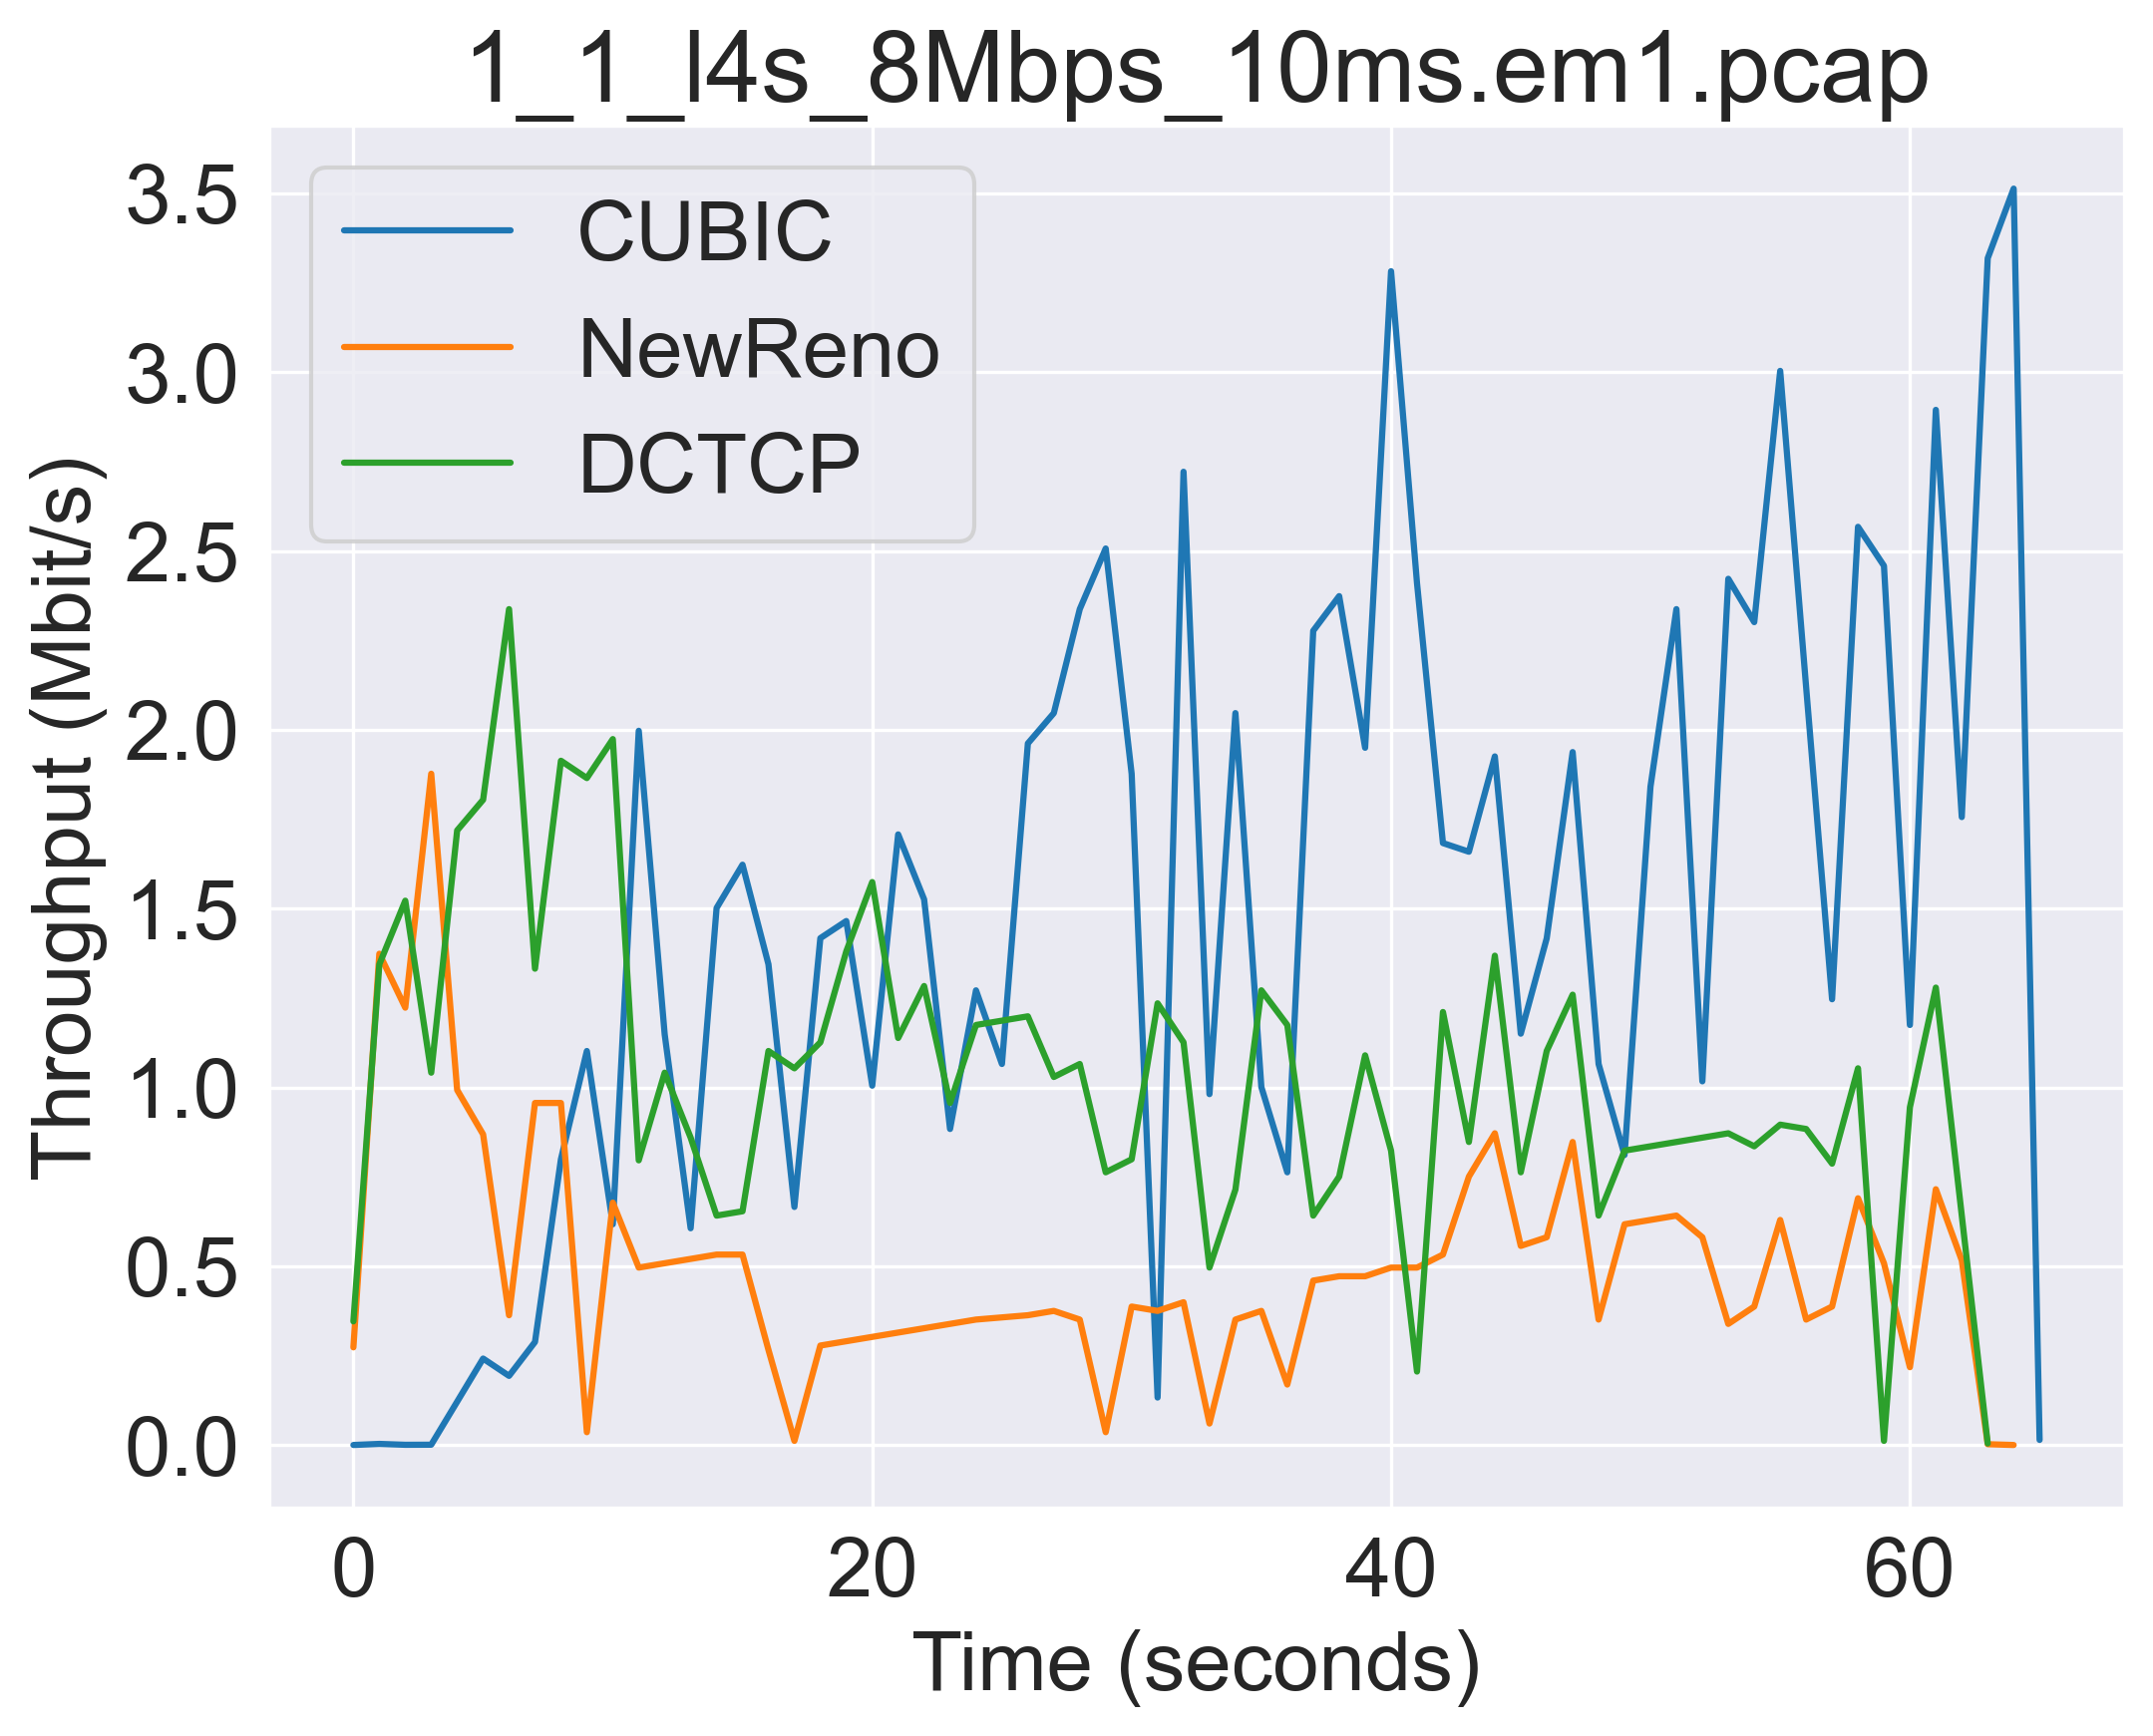 1_1_l4s_8Mbps_10ms.em1.pcap
CUBIC
NewReno
DCTCP
Throughput (Mbit/s)
3.5
3.0
2.5
2.0
1.5
1.0
0.5
0.0
0 20 40 60
Time (seconds)